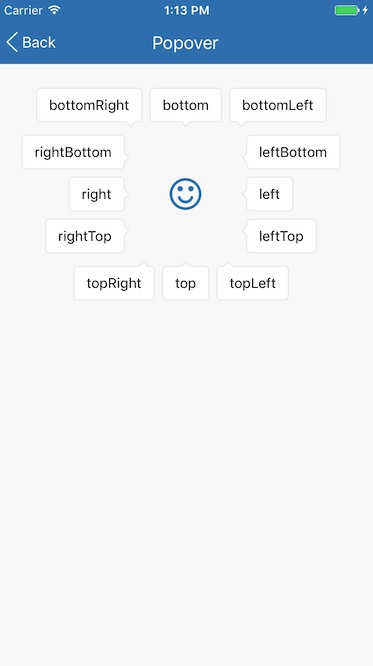 Carrier 1:13 PM
Back Popover
bottomRight bottom bottomLeft
rightBottom leftBottom
right left
rightTop leftTop
topRight top topLeft